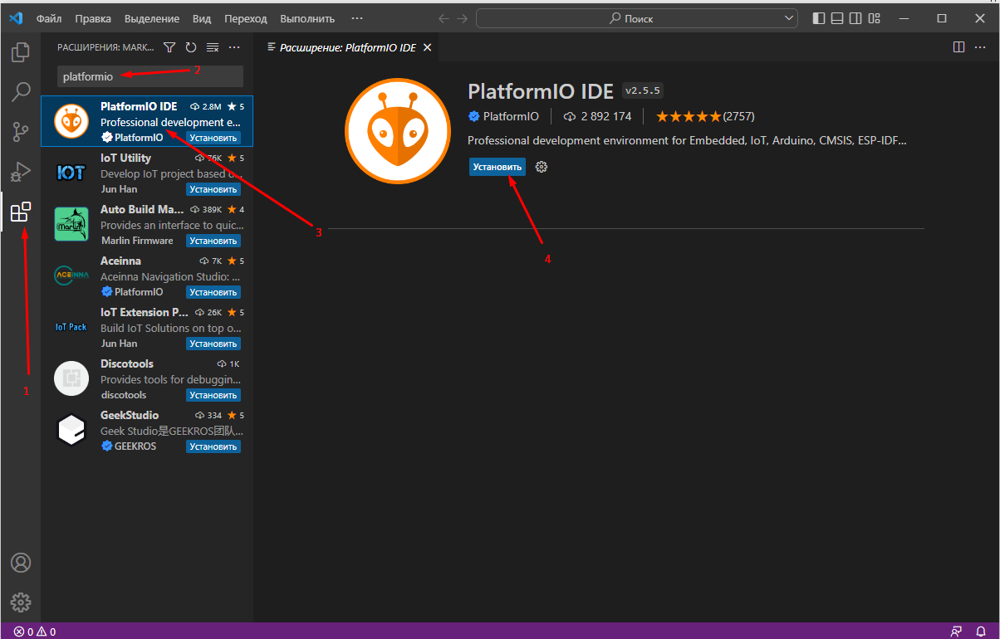 Файл Правка Выделение Вид Переход Выполнить ··· Поиск
РАСШИРЕНИЯ: MARK... ···
Расширение: PlatformIO IDE ···
platformio
2
PlatformIO IDE 2.8M 5
Professional development e...
PlatformIO Установить
IoT Utility 76K 5
Develop IoT project based o...
Jun Han Установить
Auto Build Ma... 389K 4
Provides an interface to quic...
Marlin Firmware Установить
Aceinna 7K 5
Aceinna Navigation Studio: ...
PlatformIO Установить
IoT Extension P... 26K 5
Build IoT Solutions on top o...
Jun Han Установить
Discotools 1K
Provides tools for debuggin...
discotools Установить
GeekStudio 334 5
Geek Studio是GEEKROS团队...
GEEKROS Установить
IOT
Marlin
ACEINNA
IoT Pack
PlatformIO IDE v2.5.5
PlatformIO 2 892 174 (2757)
Professional development environment for Embedded, IoT, Arduino, CMSIS, ESP-IDF...
Установить
3
4
1
0 0